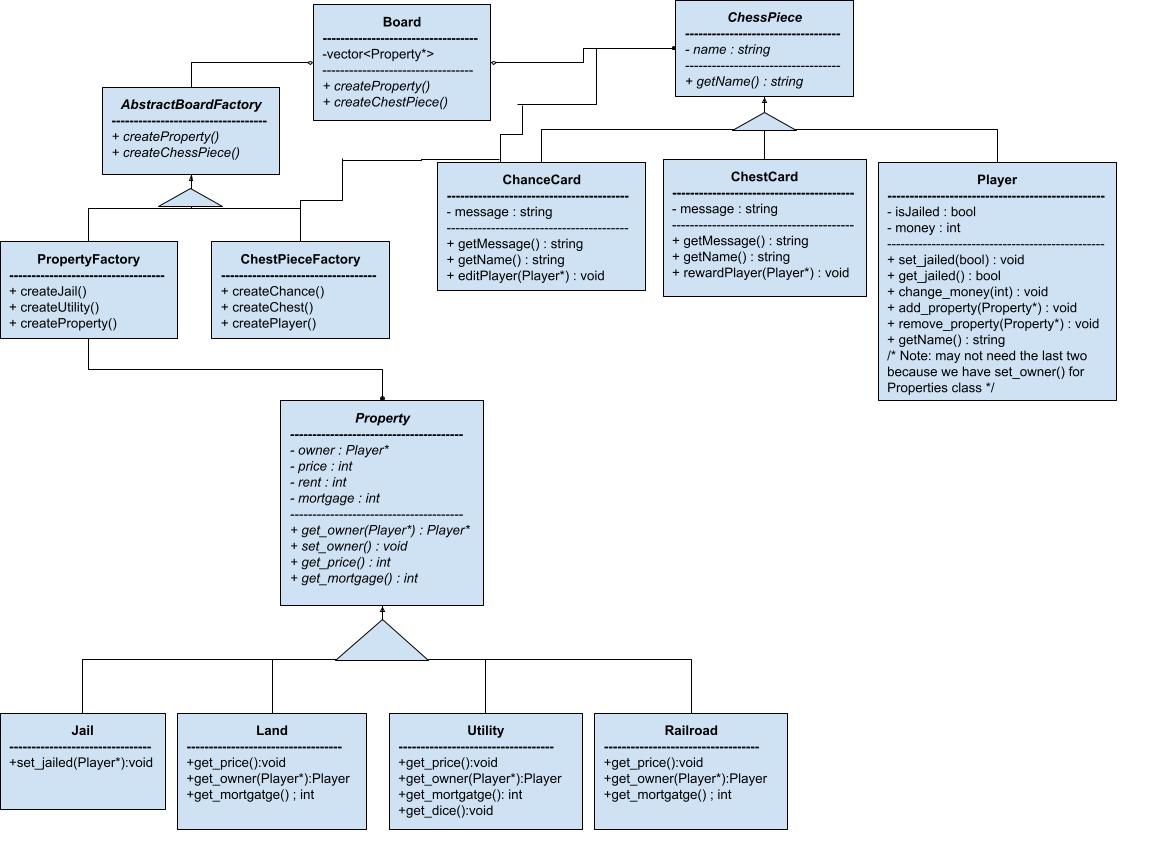 Board
-vector<Property*>
+ createProperty()
+ createChestPiece()
ChessPiece
- name : string
+ getName() : string
AbstractBoardFactory
+ createProperty()
+ createChessPiece()
ChanceCard
- message : string
+ getMessage() : string
+ getName() : string
+ editPlayer(Player*) : void
ChestCard
- message : string
+ getMessage() : string
+ getName() : string
+ rewardPlayer(Player*) : void
Player
- isJailed : bool
- money : int
+ set_jailed(bool) : void
+ get_jailed() : bool
+ change_money(int) : void
+ add_property(Property*) : void
+ remove_property(Property*) : void
+ getName() : string
/* Note: may not need the last two
because we have set_owner() for
Properties class */
PropertyFactory
+ createJail()
+ createUtility()
+ createProperty()
ChestPieceFactory
+ createChance()
+ createChest()
+ createPlayer()
Property
- owner : Player*
- price : int
- rent : int
- mortgage : int
+ get_owner(Player*) : Player*
+ set_owner() : void
+ get_price() : int
+ get_mortgage() : int
Jail
+set_jailed(Player*):void
Land
+get_price():void
+get_owner(Player*):Player
+get_mortgatge() ; int
Utility
+get_price():void
+get_owner(Player*):Player
+get_mortgatge(): int
+get_dice():void
Railroad
+get_price():void
+get_owner(Player*):Player
+get_mortgatge() ; int